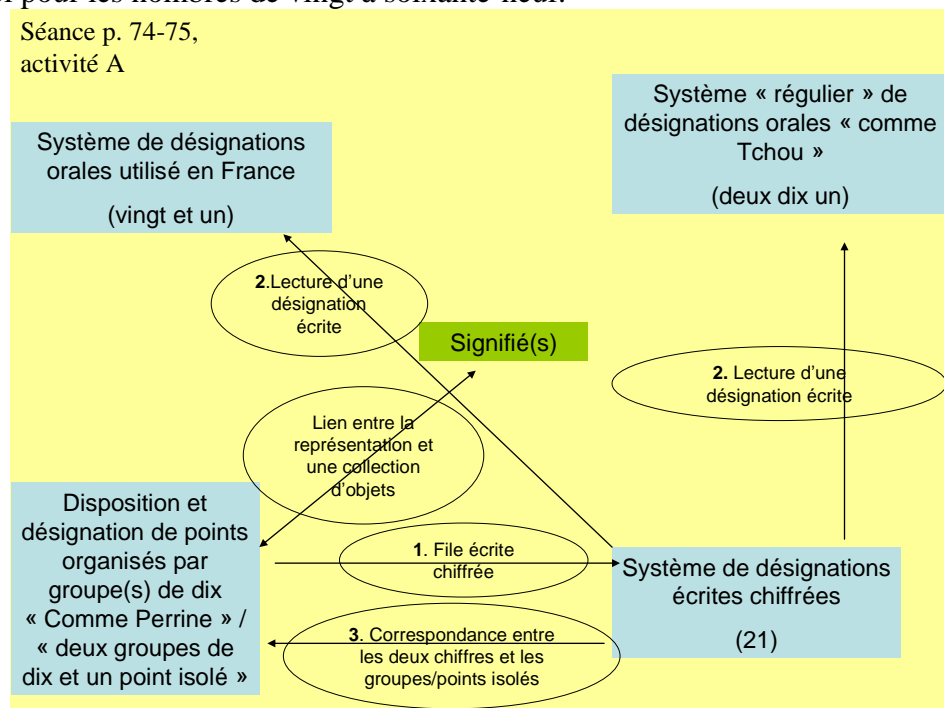 Séance p. 74-75,
activité A
Système « régulier » de
désignations orales « comme
Tchou »
(deux dix un)
Système de désignations
orales utilisé en France
(vingt et un)
2.Lecture d'une
désignation
écrite
Signifié(s)
2. Lecture d'une
désignation écrite
Lien entre la
représentation et
une collection
d'objets
Disposition et
désignation de points
organisés par
groupe(s) de dix
« Comme Perrine » /
« deux groupes de
dix et un point isolé »
1. File écrite
chiffrée
Système de désignations
écrites chiffrées
(21)
3. Correspondance entre
les deux chiffres et les
groupes/points isolés